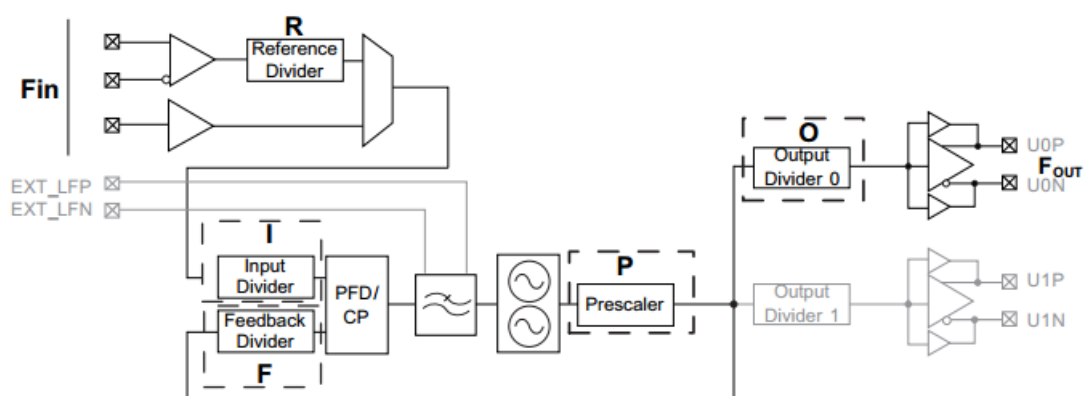 R
Reference
Divider
Fin
EXT_LFP
EXT_LFN
O
Output
Divider 0
U0P
F_OUT
U0N
I
Input
Divider
PFD/
CP
P
Prescaler
Feedback
Divider
F
Output
Divider 1
U1P
U1N